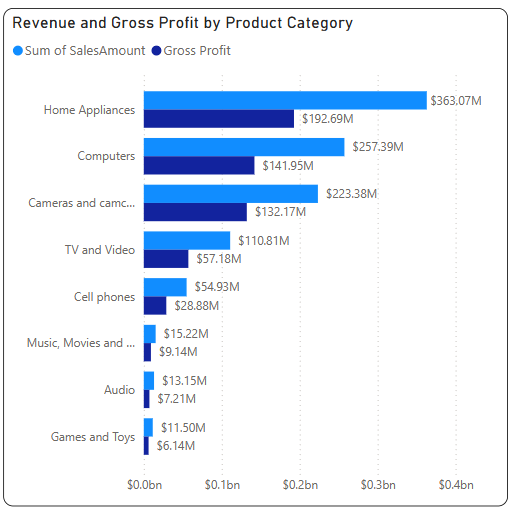 Revenue and Gross Profit by Product Category
Sum of SalesAmount Gross Profit
Home Appliances $363.07M
$192.69M
Computers $257.39M
$141.95M
Cameras and camc... $223.38M
$132.17M
TV and Video $110.81M
$57.18M
Cell phones $54.93M
$28.88M
Music, Movies and ... $15.22M
$9.14M
Audio $13.15M
$7.21M
Games and Toys $11.50M
$6.14M
$0.0bn $0.1bn $0.2bn $0.3bn $0.4bn